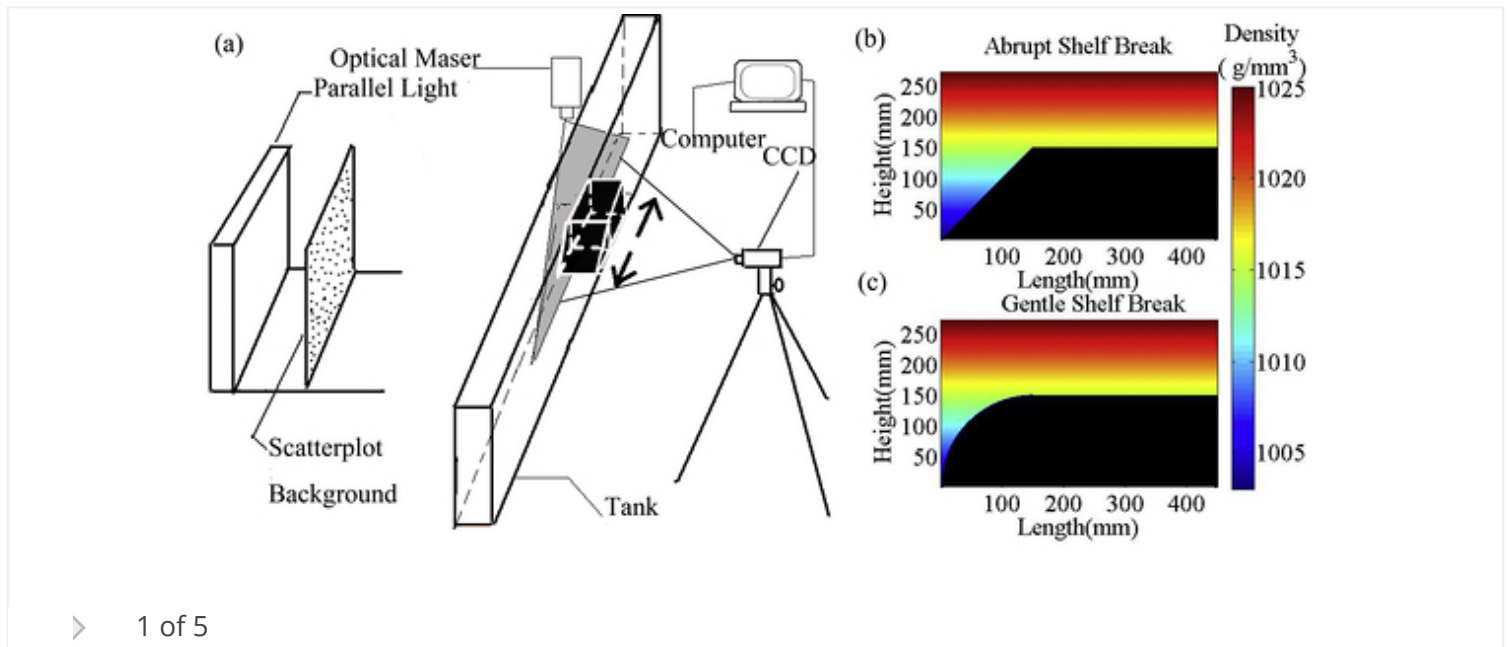 (a)
Optical Maser
Parallel Light
Computer
CCD
Scatterplot
Background
Tank
(b)
Abrupt Shelf Break
Height(mm)
250
200
150
100
50
100 200 300 400
Length(mm)
(c)
Gentle Shelf Break
Height(mm)
250
200
150
100
50
100 200 300 400
Length(mm)
Density
( g/mm³)
1025
1020
1015
1010
1005
1 of 5